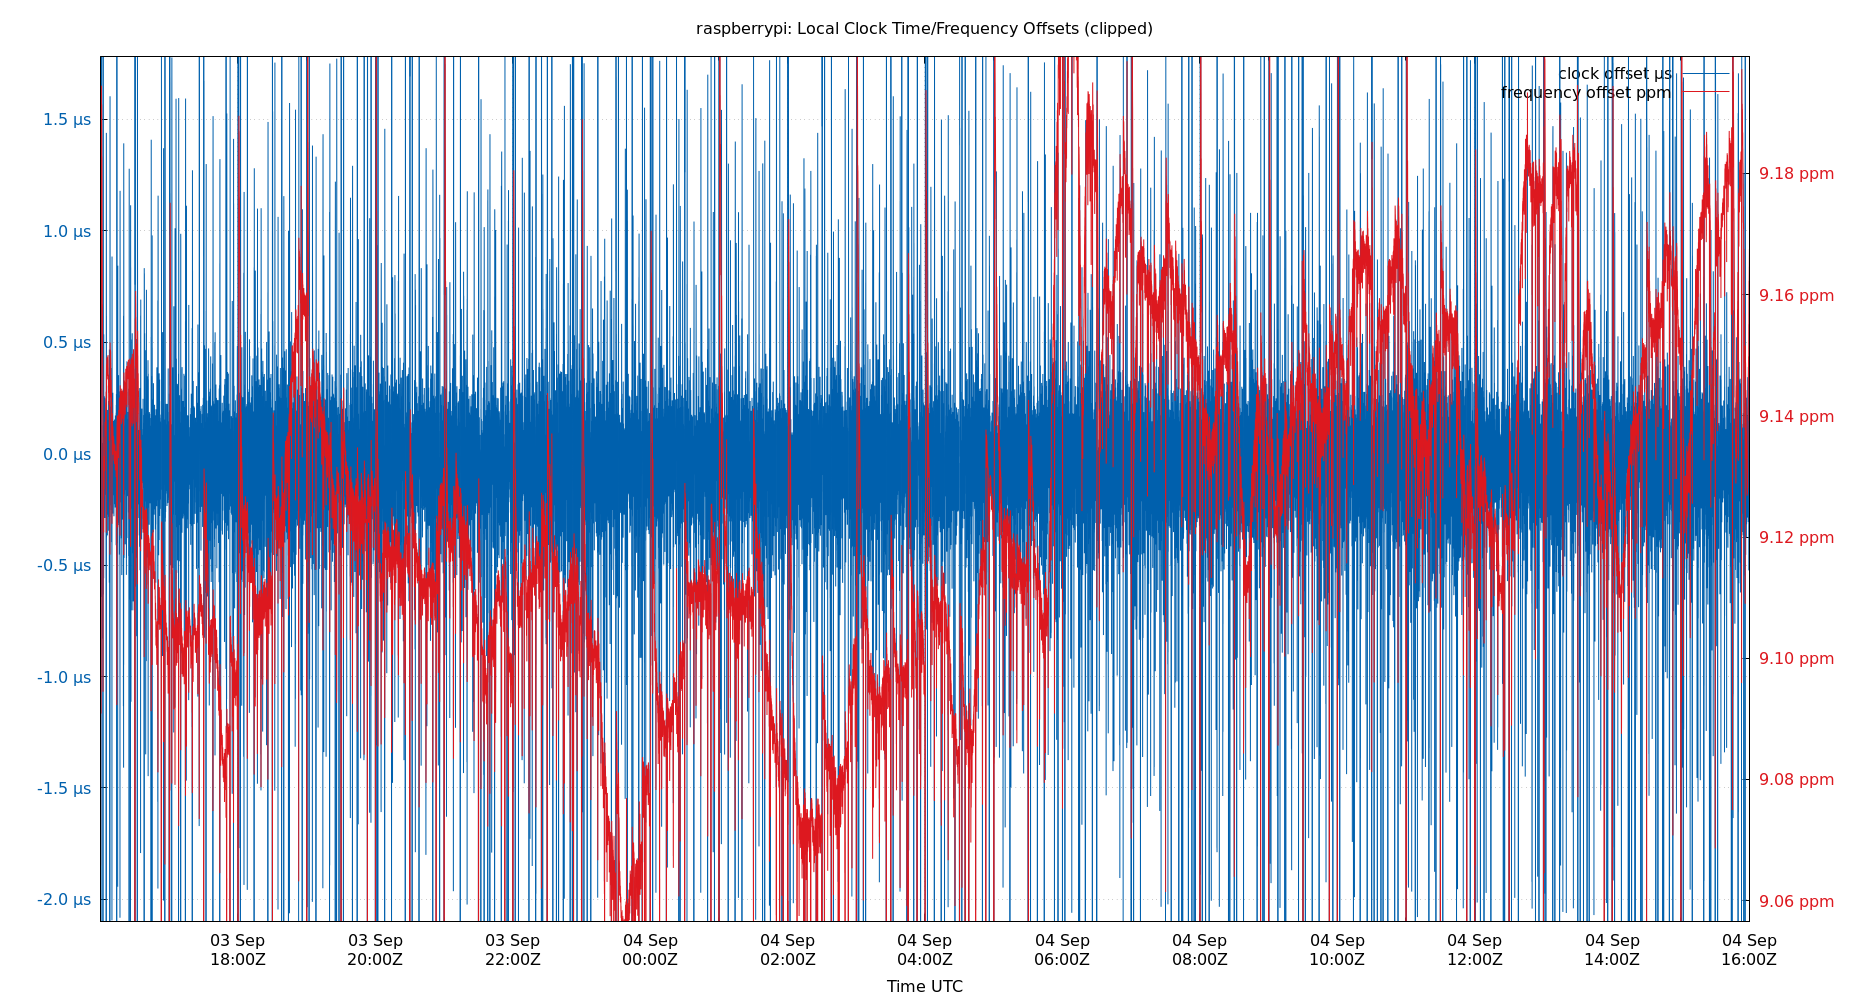 raspberrypi: Local Clock Time/Frequency Offsets (clipped)
clock offset µs
frequency offset ppm
1.5 µs
1.0 µs
0.5 µs
0.0 µs
-0.5 µs
-1.0 µs
-1.5 µs
-2.0 µs
9.18 ppm
9.16 ppm
9.14 ppm
9.12 ppm
9.10 ppm
9.08 ppm
9.06 ppm
03 Sep 03 Sep 03 Sep 04 Sep 04 Sep 04 Sep 04 Sep 04 Sep 04 Sep 04 Sep 04 Sep 04 Sep
18:00Z 20:00Z 22:00Z 00:00Z 02:00Z 04:00Z 06:00Z 08:00Z 10:00Z 12:00Z 14:00Z 16:00Z
Time UTC